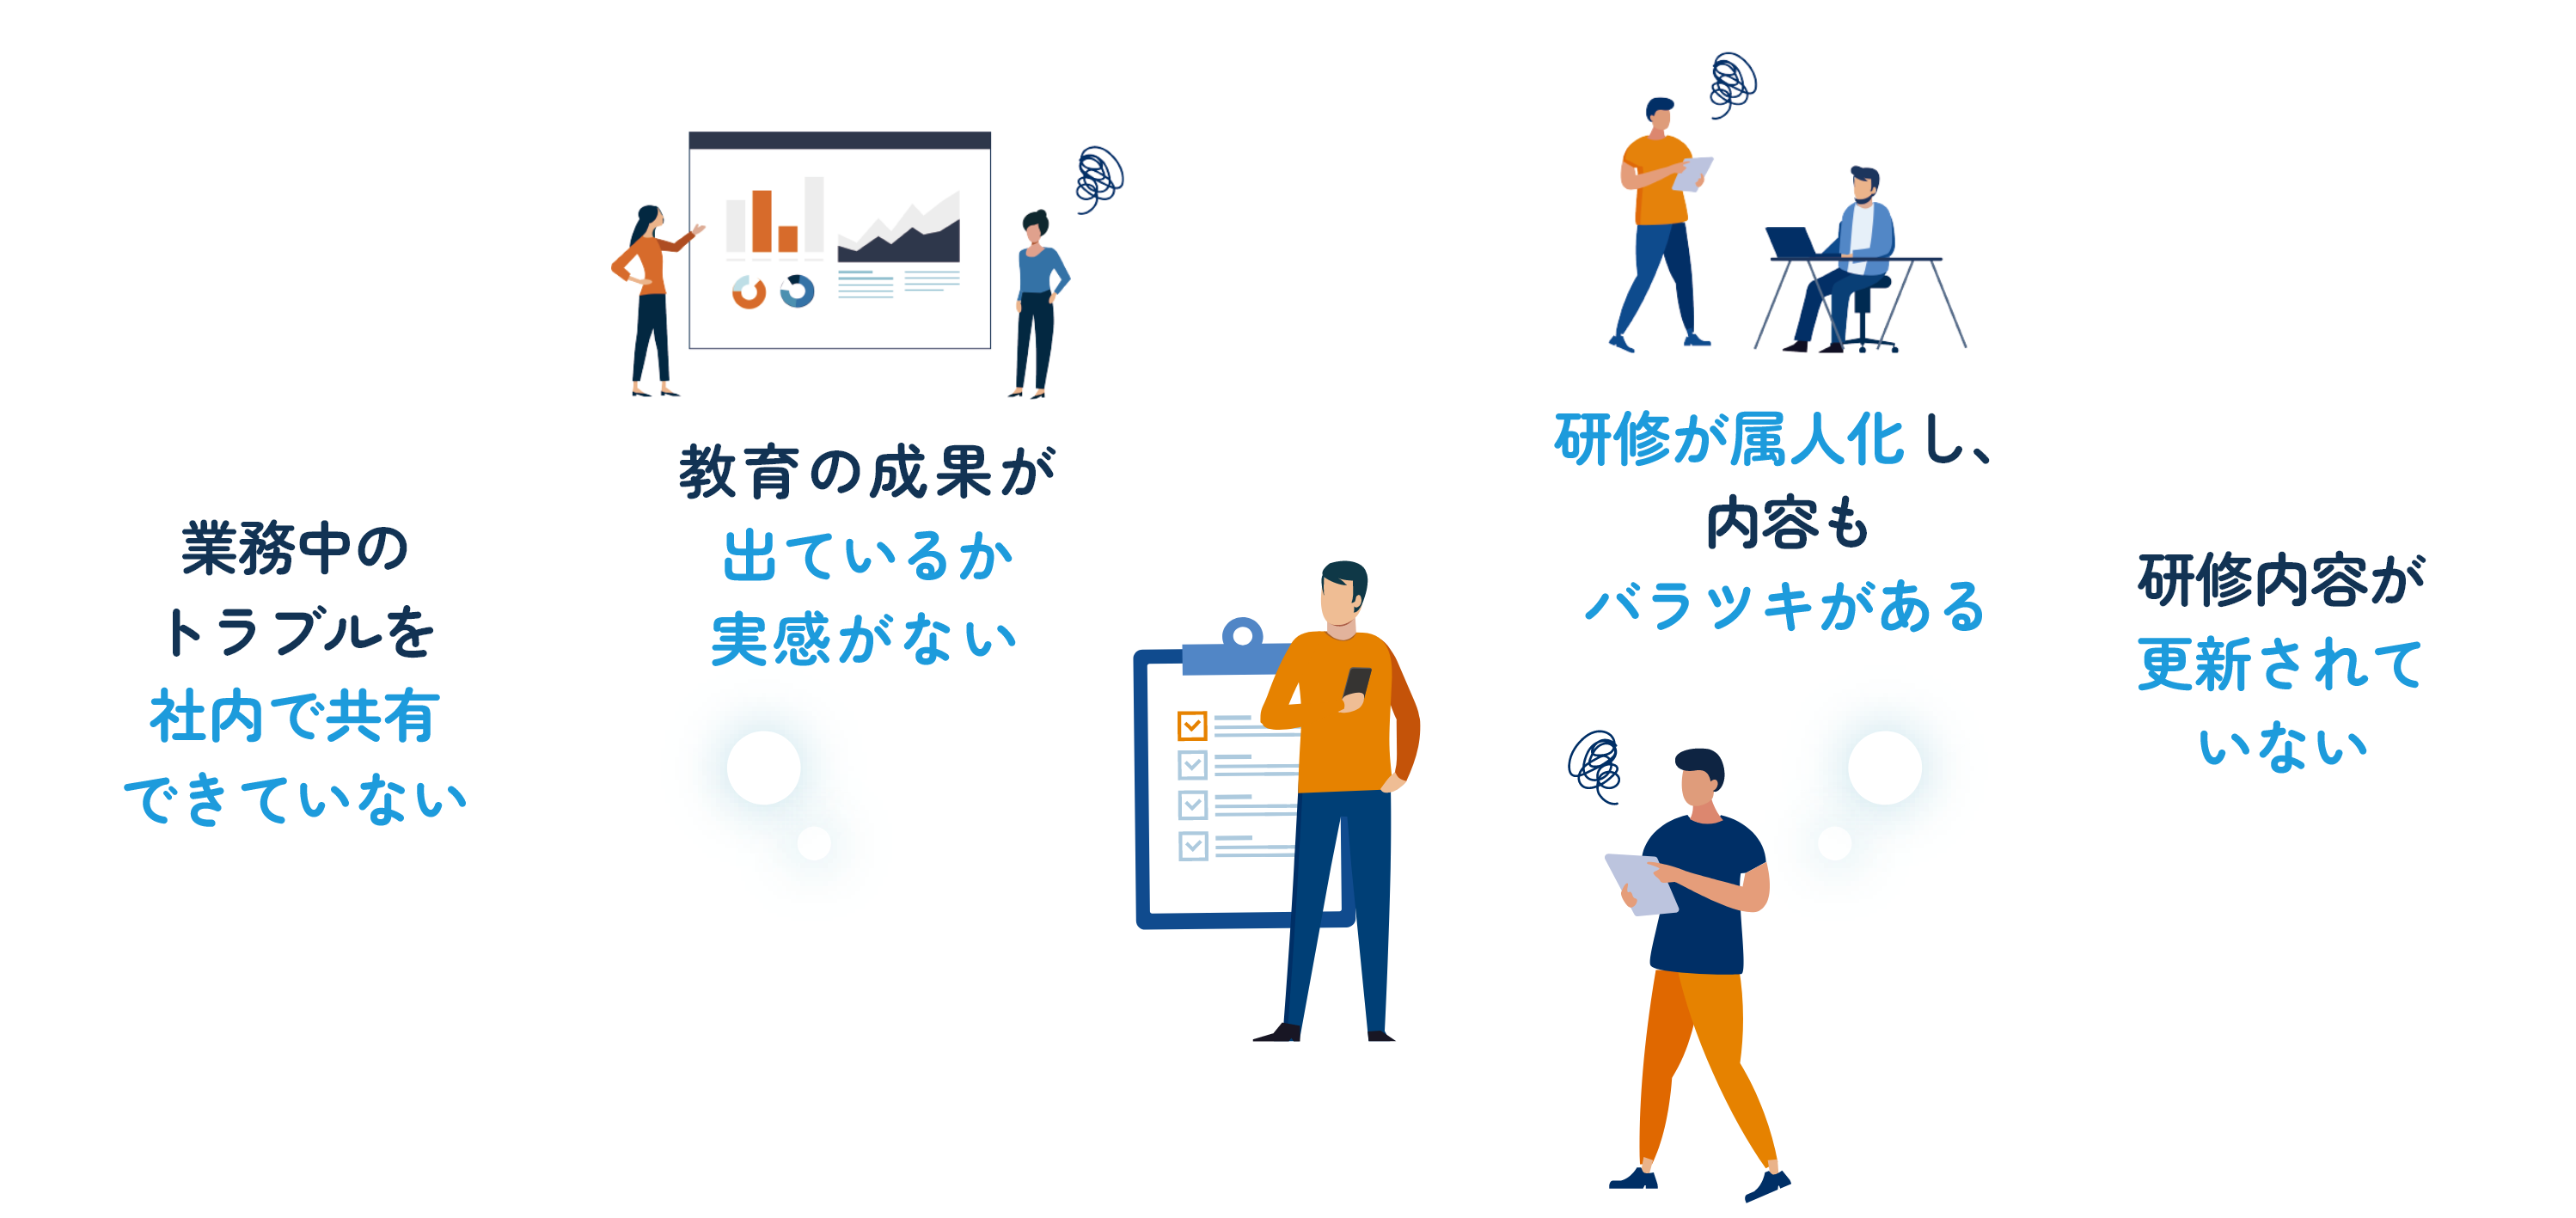 業務中の
トラブルを
社内で共有
できていない
教育の成果が
出ているか
実感がない
研修が属人化し、
内容も
バラツキがある
研修内容が
更新されて
いない